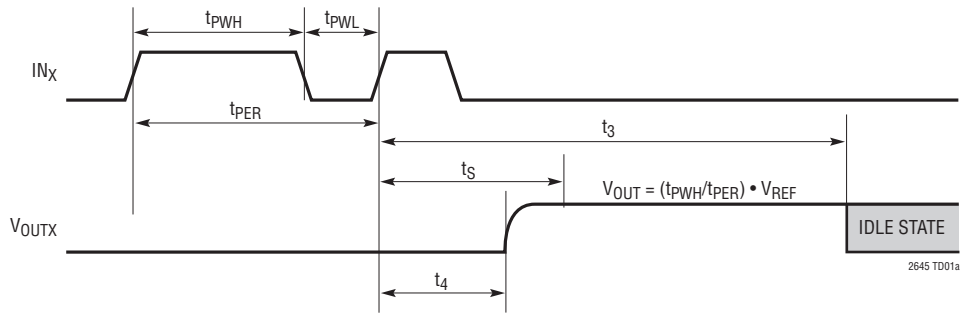 tPWH
tPWL
INX
tPER
t3
tS
VOUT = (tPWH/tPER) • VREF
VOUTX
IDLE STATE
2645 TD01a
t4